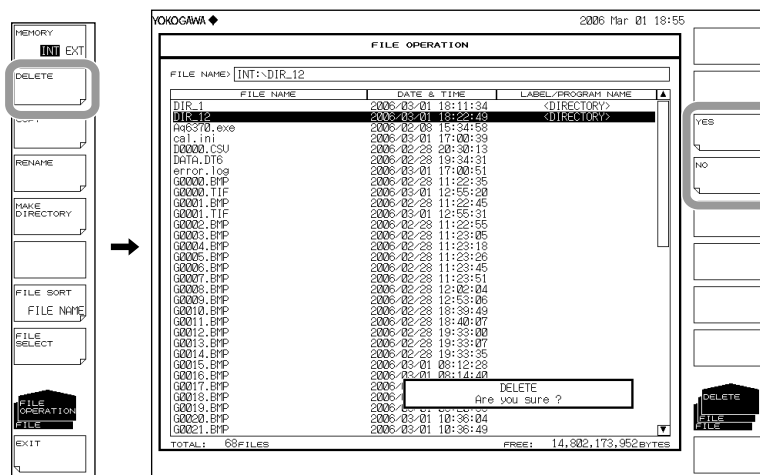 MEMORY
INT EXT
DELETE
COPY
RENAME
MAKE
DIRECTORY
FILE SORT
FILE NAME
FILE
SELECT
FILE
OPERATION
FILE
EXIT
YOKOGAWA ◆ 2006 Mar 01 18:55
FILE OPERATION
FILE NAME> INT:\DIR_12
FILE NAME DATE & TIME LABEL/PROGRAM NAME
DIR_1 2006/03/01 18:11:34 <DIRECTORY>
DIR_12 2006/03/01 18:22:49 <DIRECTORY>
Aq6370.exe 2006/02/08 15:34:58
cal.ini 2006/03/01 17:00:39
D0000.CSV 2006/02/28 20:30:13
DATA.DT6 2006/02/28 19:34:31
error.log 2006/03/01 17:00:51
G0000.BMP 2006/02/28 11:22:35
G0000.TIF 2006/03/01 12:55:20
G0001.BMP 2006/02/28 11:22:45
G0001.TIF 2006/03/01 12:55:31
G0002.BMP 2006/02/28 11:22:55
G0003.BMP 2006/02/28 11:23:05
G0004.BMP 2006/02/28 11:23:18
G0005.BMP 2006/02/28 11:23:26
G0006.BMP 2006/02/28 11:23:45
G0007.BMP 2006/02/28 11:23:51
G0008.BMP 2006/02/28 12:02:04
G0009.BMP 2006/02/28 12:53:06
G0010.BMP 2006/02/28 18:39:49
G0011.BMP 2006/02/28 18:40:07
G0012.BMP 2006/02/28 19:33:00
G0013.BMP 2006/02/28 19:33:07
G0014.BMP 2006/02/28 19:33:35
G0015.BMP 2006/03/01 08:12:28
G0016.BMP 2006/03/01 08:14:40
G0017.BMP 2006/
G0018.BMP 2006/
G0019.BMP
G0020.BMP 2006/03/01 10:36:04
G0021.BMP 2006/03/01 10:36:49
DELETE
Are you sure ?
TOTAL: 68FILES FREE: 14,802,173,952BYTES
YES
NO
DELETE
FILE
FILE